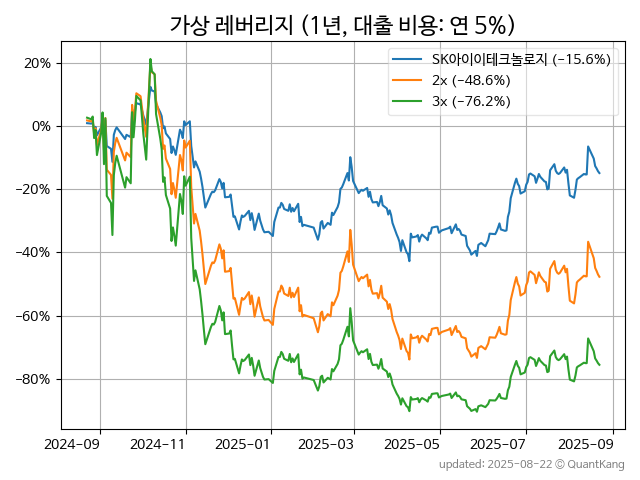 가상 레버리지 (1년, 대출 비용: 연 5%)
SK아이이테크놀로지 (−15.6%)
2x (−48.6%)
3x (−76.2%)
20%
0%
−20%
−40%
−60%
−80%
2024-09 2024-11 2025-01 2025-03 2025-05 2025-07 2025-09
updated: 2025-08-22 ⓒ QuantKang